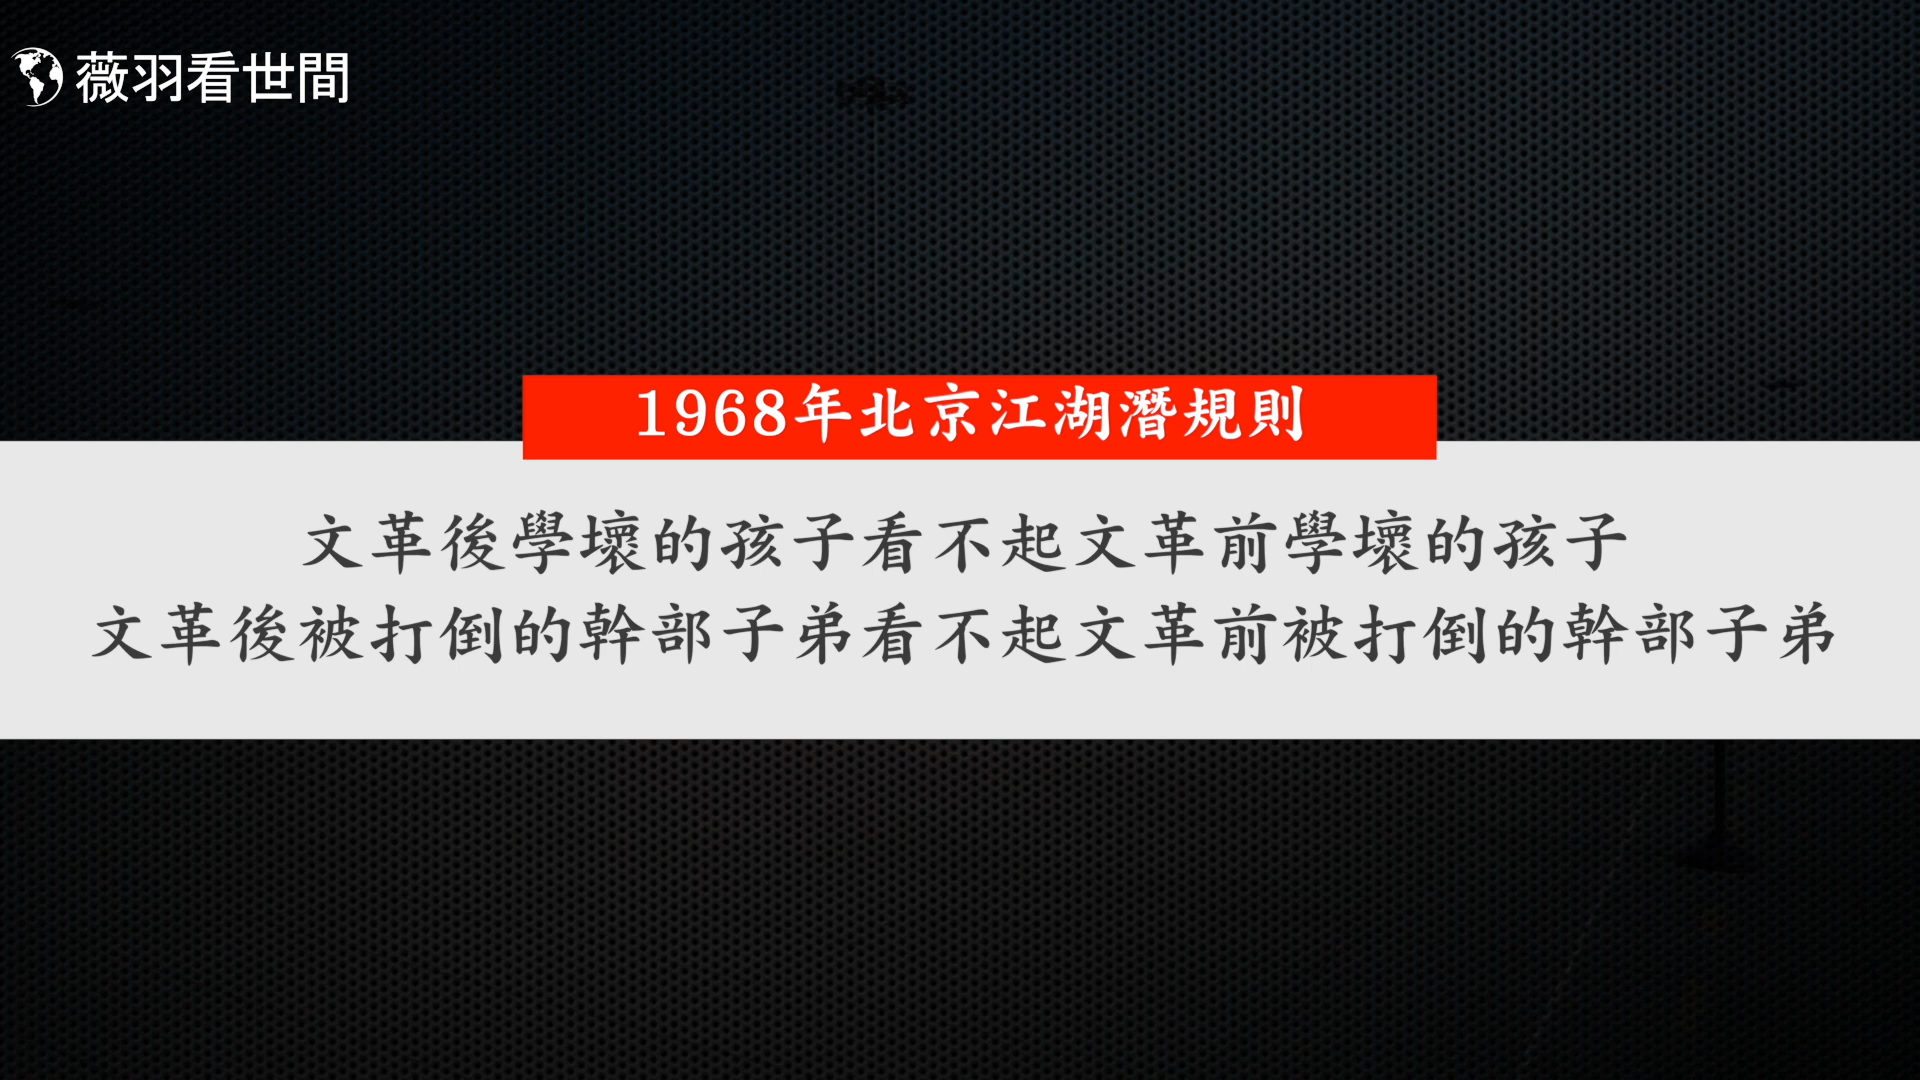 薇羽看世間
1968年北京江湖潛規則
文革後學壞的孩子看不起文革前學壞的孩子
文革後被打倒的幹部子弟看不起文革前被打倒的幹部子弟